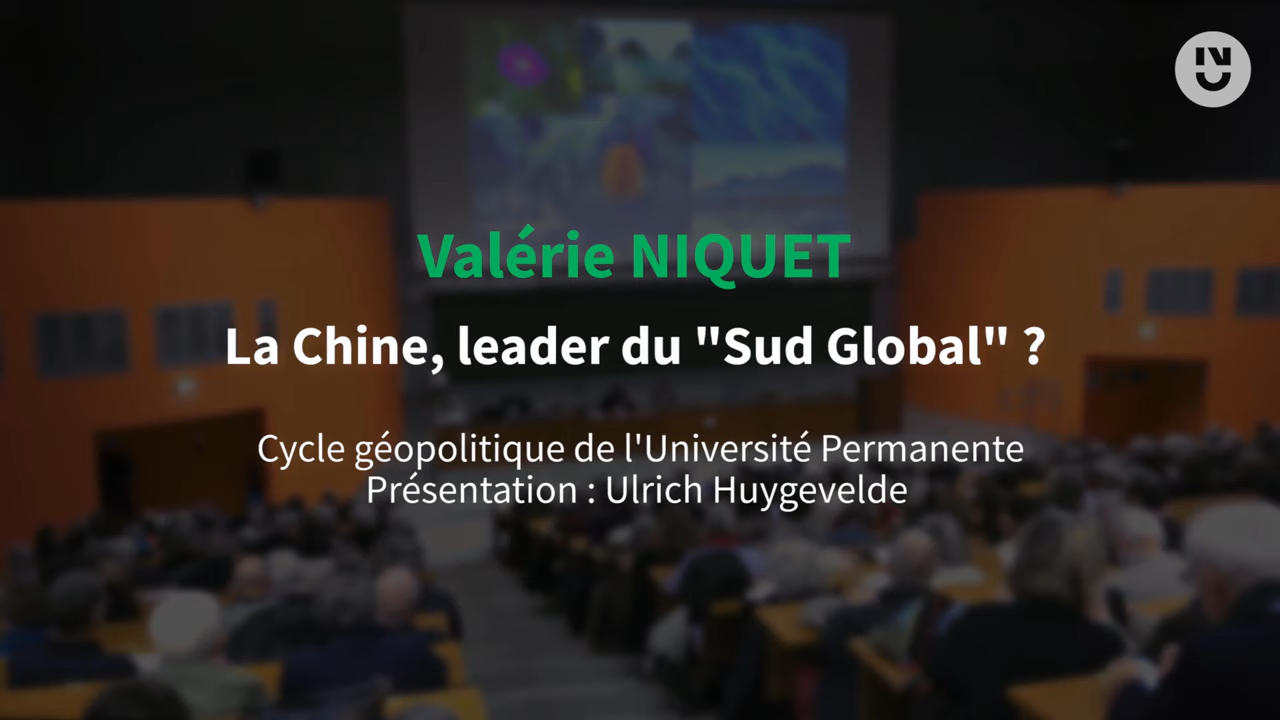 Valérie NIQUET
La Chine, leader du "Sud Global" ?
Cycle géopolitique de l'Université Permanente
Présentation : Ulrich Huygevelde